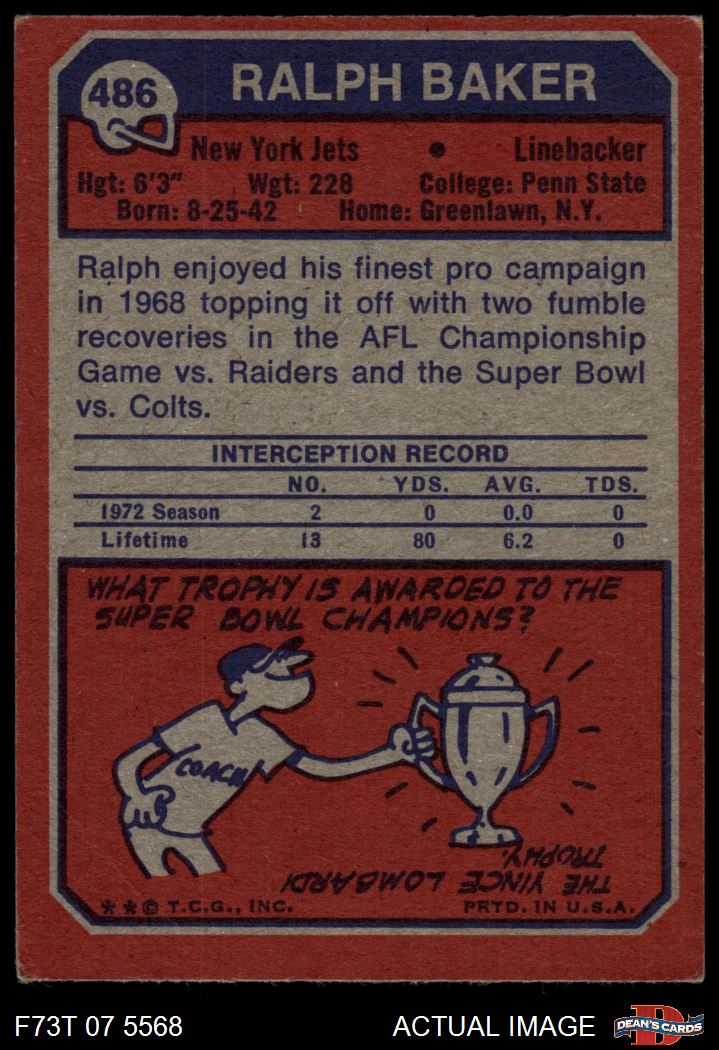 486
RALPH BAKER
New York Jets • Linebacker
Hgt: 6'3" Wgt: 228 College: Penn State
Born: 8-25-42 Home: Greenlawn, N.Y.
Ralph enjoyed his finest pro campaign
in 1968 topping it off with two fumble
recoveries in the AFL Championship
Game vs. Raiders and the Super Bowl
vs. Colts.
INTERCEPTION RECORD
NO. YDS. AVG. TDS.
1972 Season 2 0 0.0 0
Lifetime 13 80 6.2 0
WHAT TROPHY IS AWARDED TO THE
SUPER BOWL CHAMPIONS?
COACH
THE VINCE LOMBARDI
TROPHY.
* * © T.C.G., INC. PRTD. IN U.S.A.
F73T 07 5568 ACTUAL IMAGE
D
DEAN'S CARDS